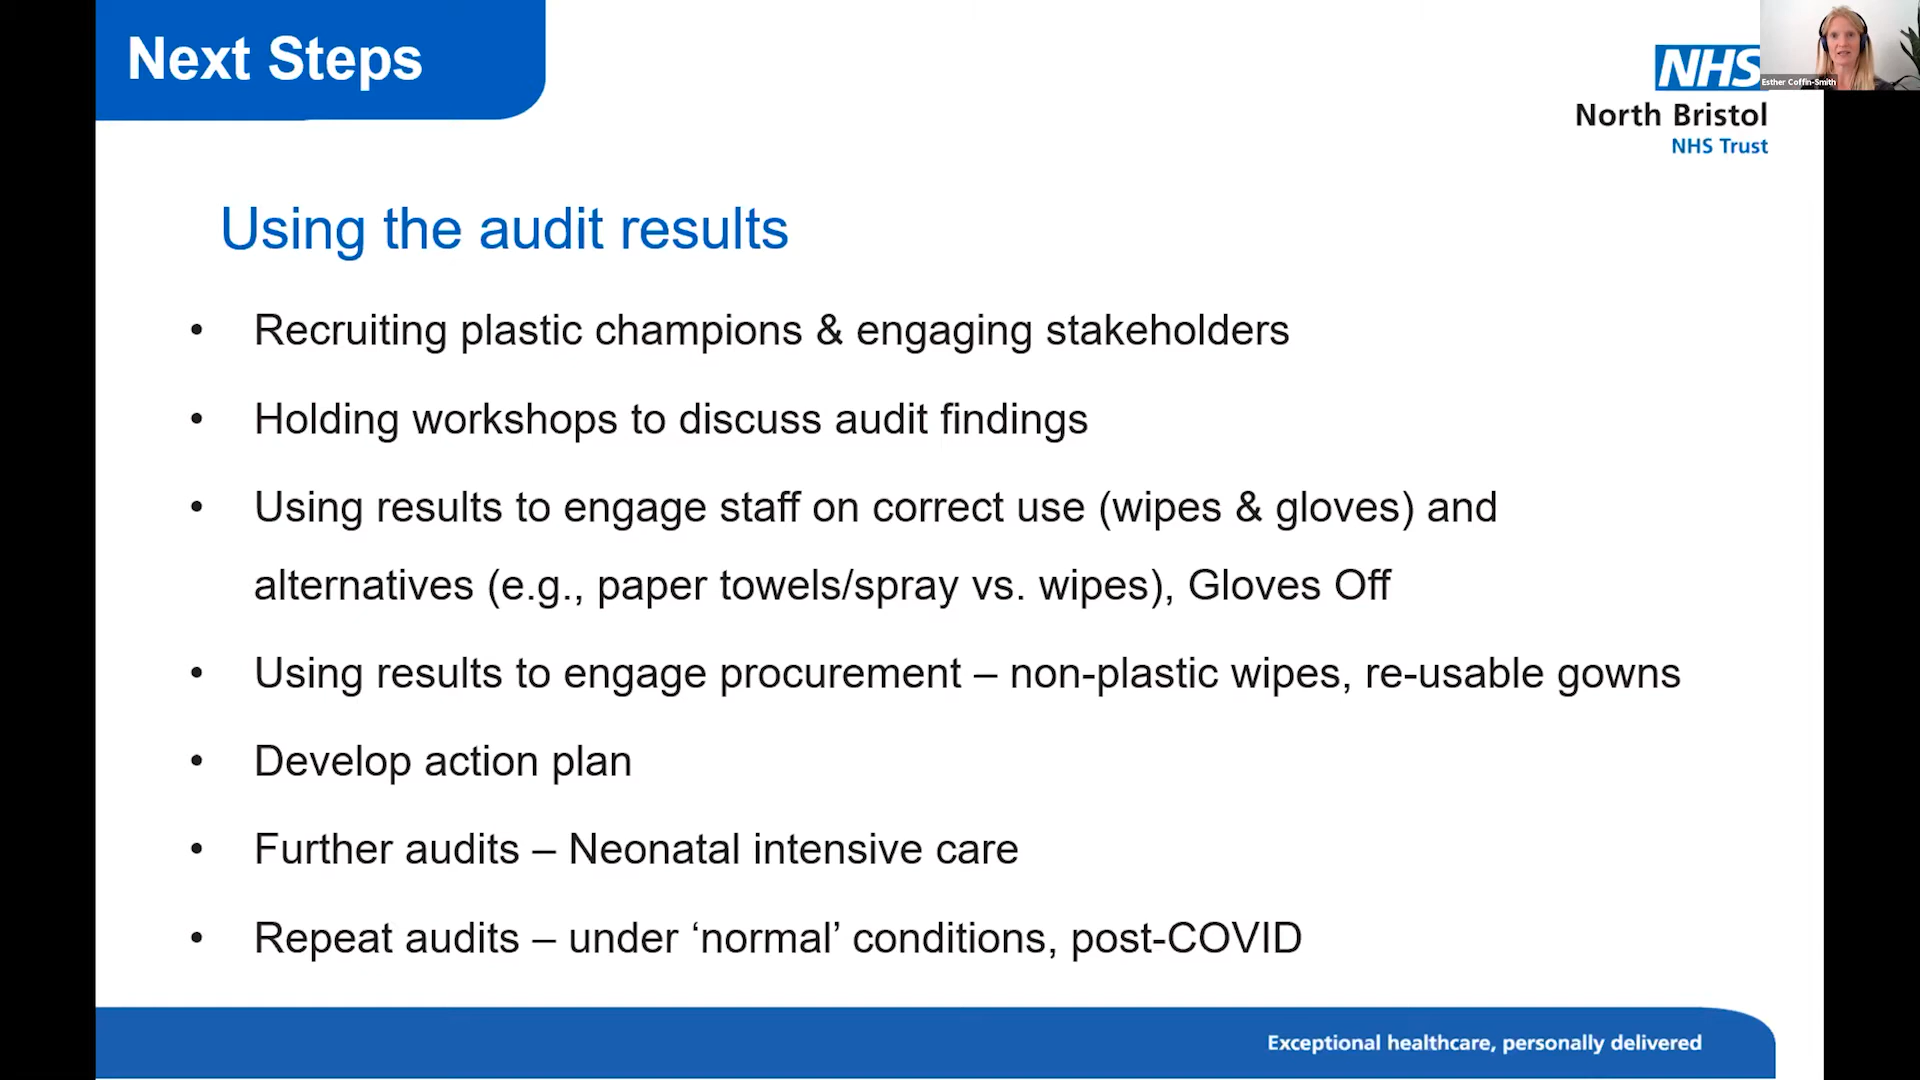 Next Steps
NHS
Esther Coffin-Smith
North Bristol
NHS Trust
Using the audit results
• Recruiting plastic champions & engaging stakeholders
• Holding workshops to discuss audit findings
• Using results to engage staff on correct use (wipes & gloves) and
alternatives (e.g., paper towels/spray vs. wipes), Gloves Off
• Using results to engage procurement – non-plastic wipes, re-usable gowns
• Develop action plan
• Further audits – Neonatal intensive care
• Repeat audits – under ‘normal’ conditions, post-COVID
Exceptional healthcare, personally delivered